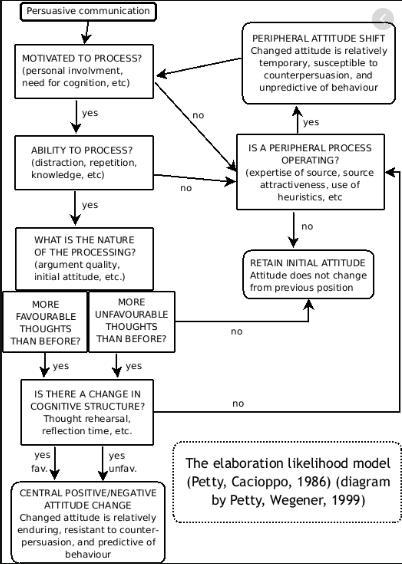 Persuasive communication
MOTIVATED TO PROCESS?
(personal involvment,
need for cognition, etc)
PERIPHERAL ATTITUDE SHIFT
Changed attitude is relatively
temporary, susceptible to
counterpersuasion, and
unpredictive of behaviour
yes
no
yes
ABILITY TO PROCESS?
(distraction, repetition,
knowledge, etc)
no
IS A PERIPHERAL PROCESS
OPERATING?
(expertise of source, source
attractiveness, use of
heuristics, etc
yes
no
WHAT IS THE NATURE
OF THE PROCESSING?
(argument quality,
initial attitude, etc.)
RETAIN INITIAL ATTITUDE
Attitude does not change
from previous position
MORE
FAVOURABLE
THOUGHTS
THAN BEFORE?
MORE
UNFAVOURABLE
THOUGHTS
THAN BEFORE?
no
yes
yes
IS THERE A CHANGE IN
COGNITIVE STRUCTURE?
Thought rehearsal,
reflection time, etc.
no
yes
fav.
yes
unfav.
CENTRAL POSITIVE/NEGATIVE
ATTITUDE CHANGE
Changed attitude is relatively
enduring, resistant to counter-
persuasion, and predictive of
behaviour
The elaboration likelihood model
(Petty, Cacioppo, 1986) (diagram
by Petty, Wegener, 1999)